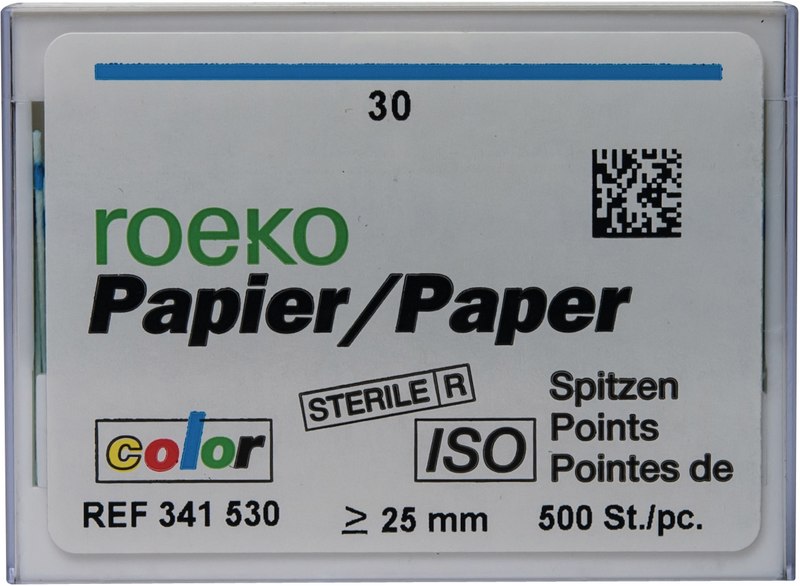 30
roeko
Papier/Paper
STERILE R
Spitzen
color
ISO
Points
Pointes de
REF 341 530
≥ 25 mm
500 St./pc.